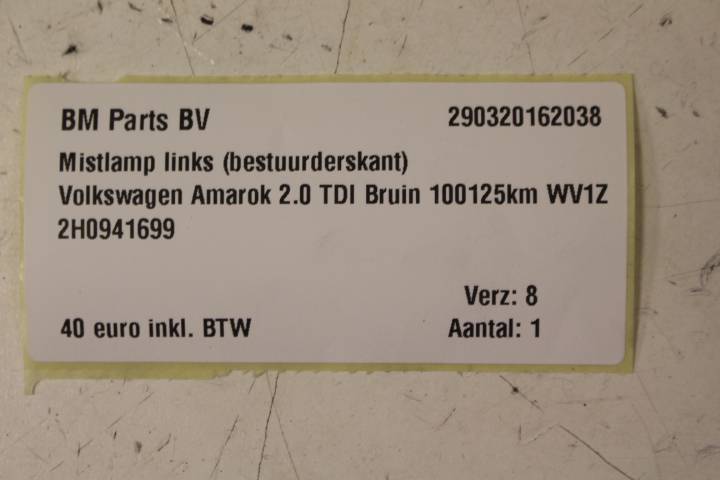 BM Parts BV 290320162038
Mistlamp links (bestuurderskant)
Volkswagen Amarok 2.0 TDI Bruin 100125km WV1Z
2H0941699
Verz: 8
40 euro inkl. BTW Aantal: 1